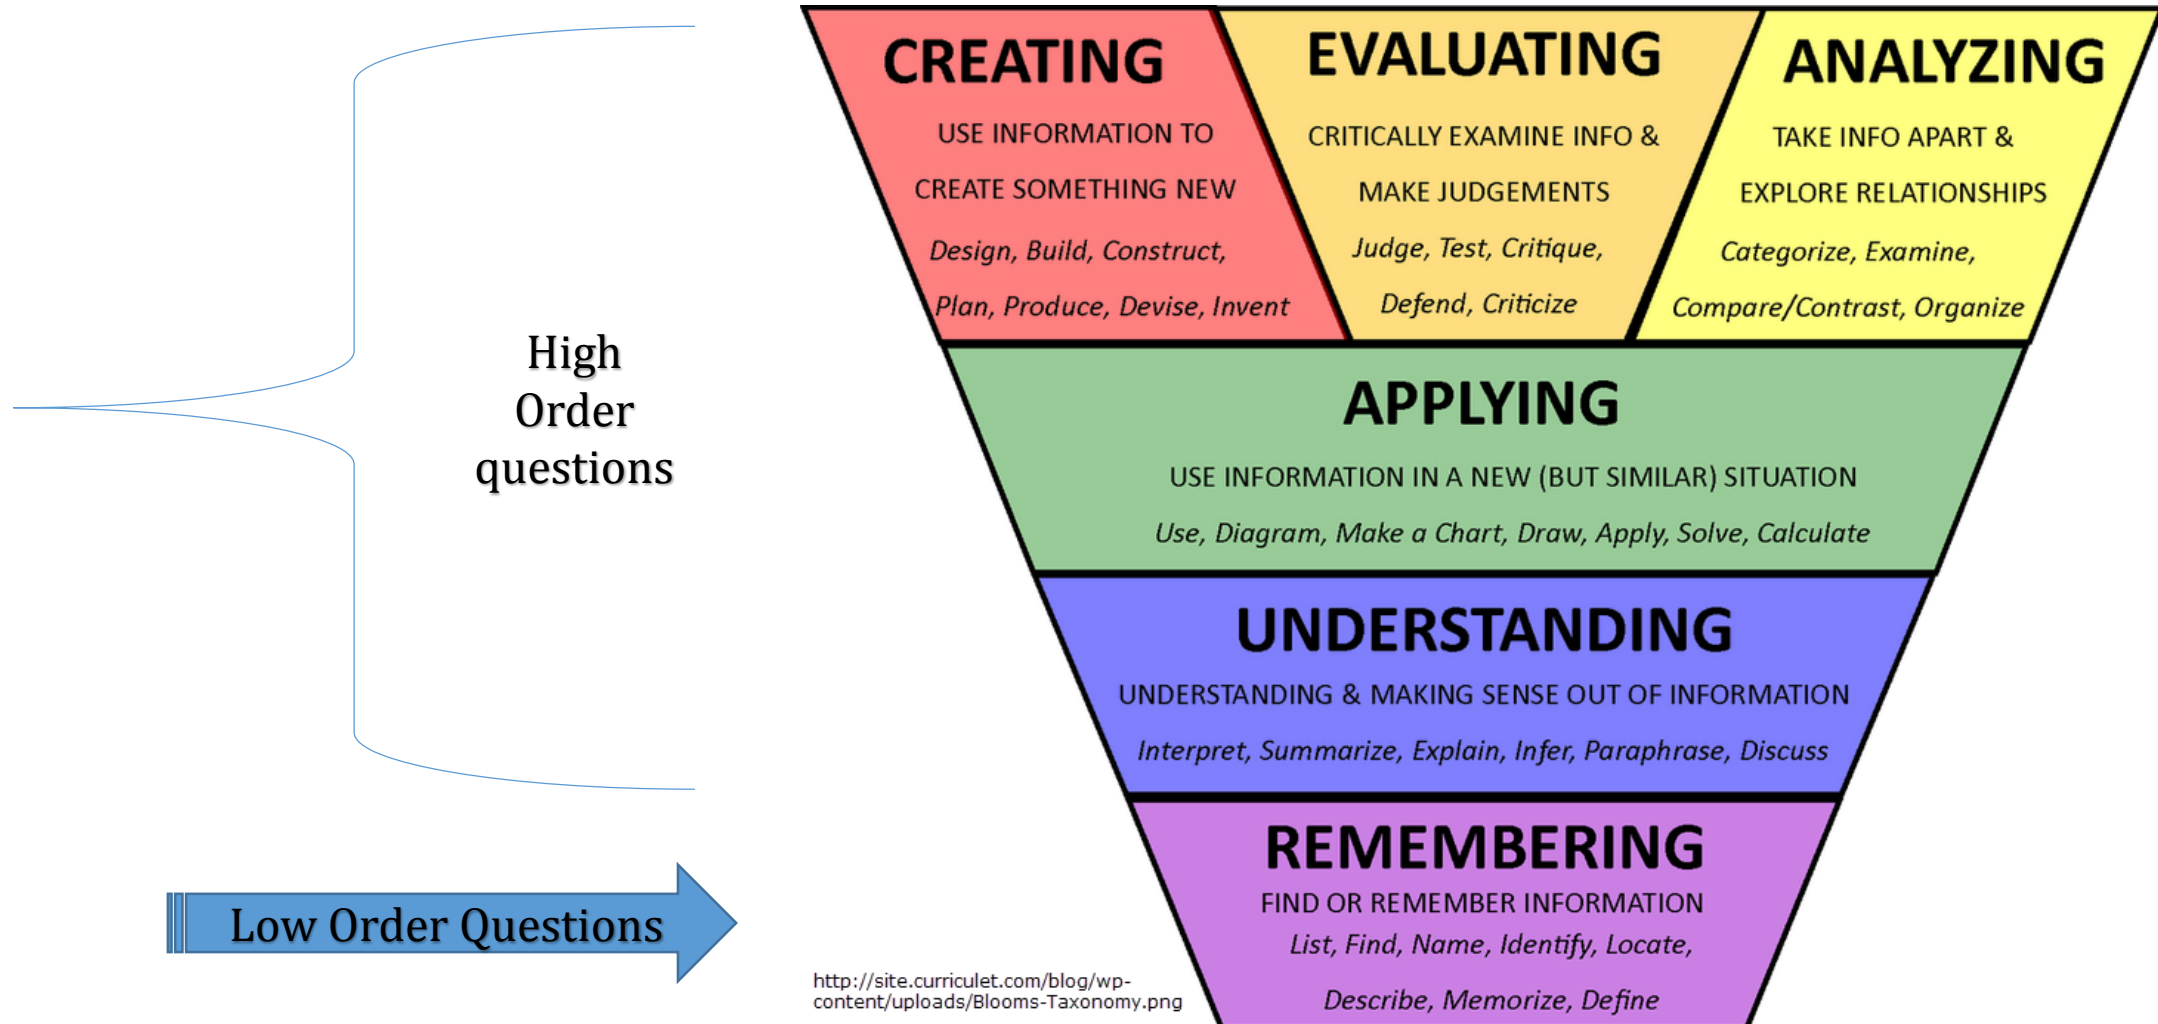 High
Order
questions
Low Order Questions
CREATING
USE INFORMATION TO
CREATE SOMETHING NEW
Design, Build, Construct,
Plan, Produce, Devise, Invent
EVALUATING
CRITICALLY EXAMINE INFO &
MAKE JUDGEMENTS
Judge, Test, Critique,
Defend, Criticize
ANALYZING
TAKE INFO APART &
EXPLORE RELATIONSHIPS
Categorize, Examine,
Compare/Contrast, Organize
APPLYING
USE INFORMATION IN A NEW (BUT SIMILAR) SITUATION
Use, Diagram, Make a Chart, Draw, Apply, Solve, Calculate
UNDERSTANDING
UNDERSTANDING & MAKING SENSE OUT OF INFORMATION
Interpret, Summarize, Explain, Infer, Paraphrase, Discuss
REMEMBERING
FIND OR REMEMBER INFORMATION
List, Find, Name, Identify, Locate,
Describe, Memorize, Define
http://site.curriculet.com/blog/wp-
content/uploads/Blooms-Taxonomy.png